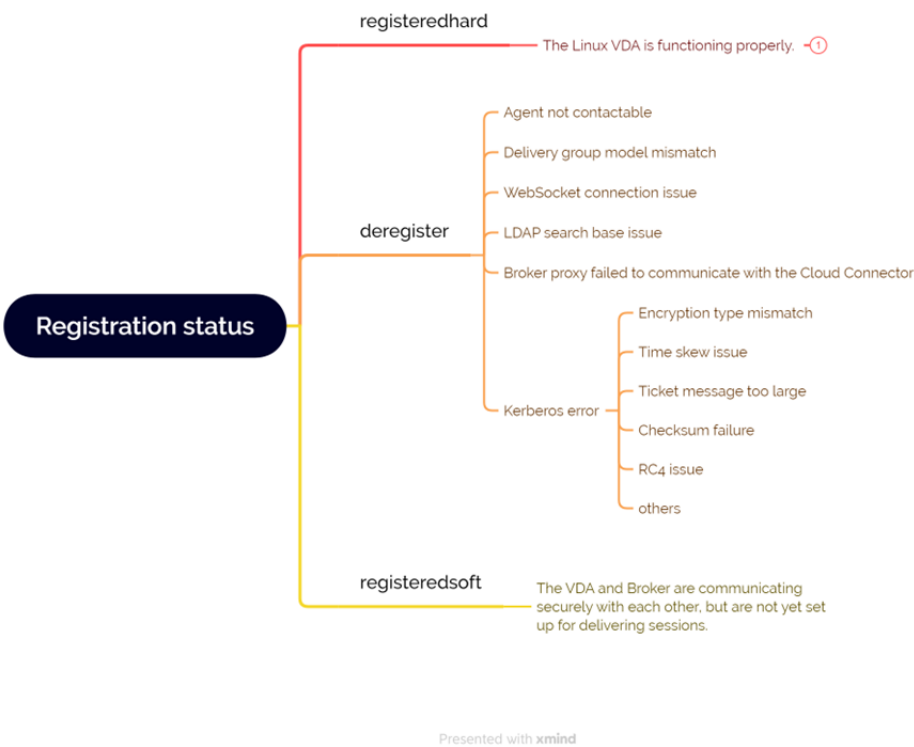 registeredhard
The Linux VDA is functioning properly.
1
Agent not contactable
Delivery group model mismatch
WebSocket connection issue
deregister
LDAP search base issue
Broker proxy failed to communicate with the Cloud Connector
Registration status
Encryption type mismatch
Time skew issue
Ticket message too large
Kerberos error
Checksum failure
RC4 issue
others
registeredsoft
The VDA and Broker are communicating
securely with each other, but are not yet set
up for delivering sessions.
Presented with xmind